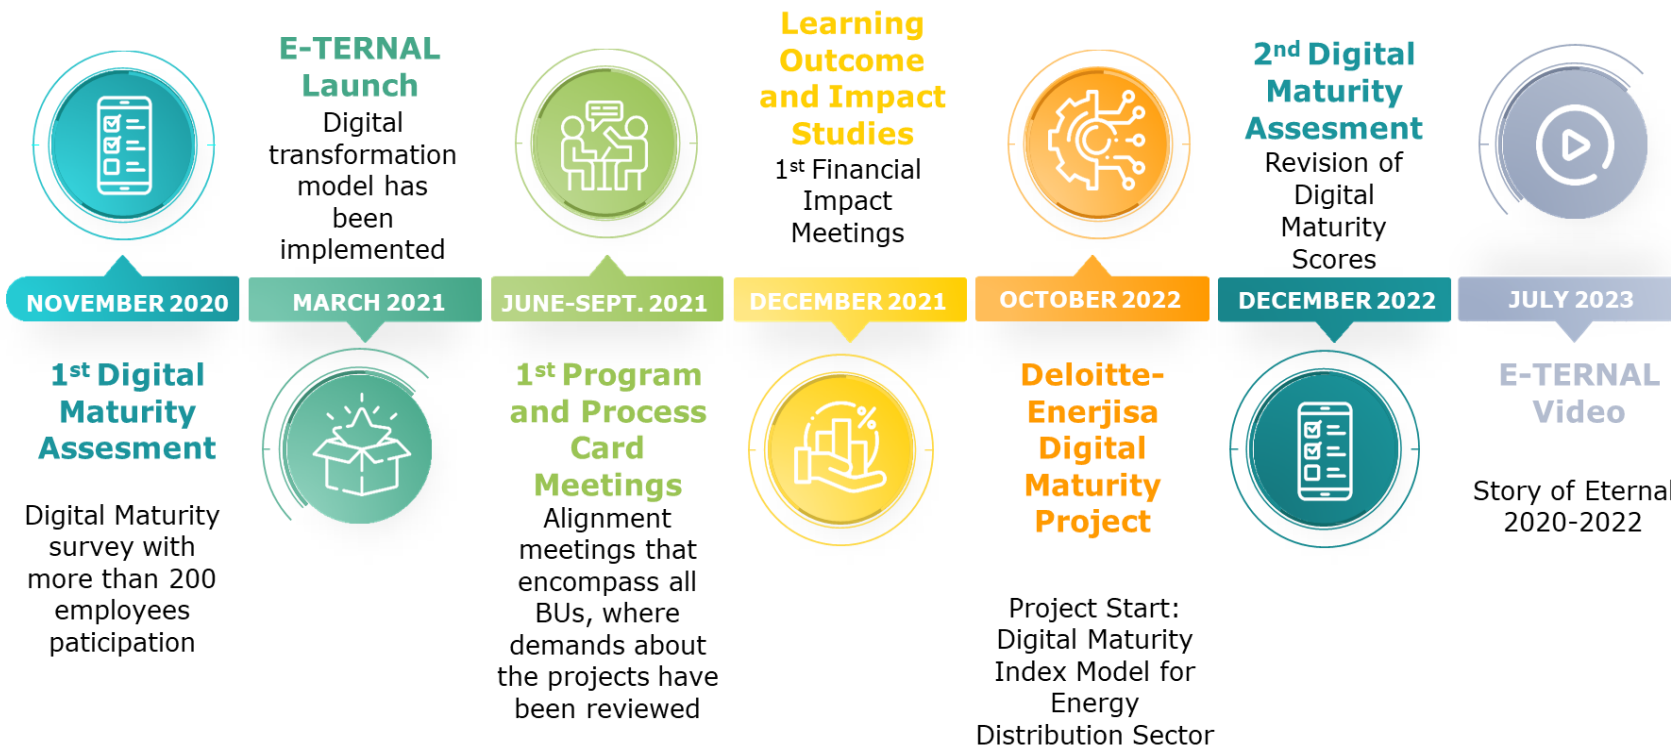 NOVEMBER 2020
1st Digital
Maturity
Assesment
Digital Maturity
survey with
more than 200
employees
paticipation
E-TERNAL
Launch
Digital
transformation
model has
been
implemented
MARCH 2021
JUNE-SEPT. 2021
1st Program
and Process
Card
Meetings
Alignment
meetings that
encompass all
BUs, where
demands about
the projects have
been reviewed
Learning
Outcome
and Impact
Studies
1st Financial
Impact
Meetings
DECEMBER 2021
OCTOBER 2022
Deloitte-
Enerjisa
Digital
Maturity
Project
Project Start:
Digital Maturity
Index Model for
Energy
Distribution Sector
2nd Digital
Maturity
Assesment
Revision of
Digital
Maturity
Scores
DECEMBER 2022
JULY 2023
E-TERNAL
Video
Story of Eternal
2020-2022